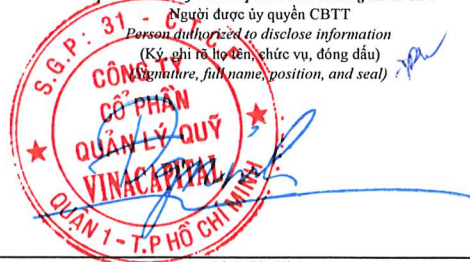 Người được ủy quyền CBTT
Person authorized to disclose information
(Ký, ghi rõ họ tên, chức vụ, đóng dấu)
(Signature, full name, position, and seal)
S.G.P: 31 - C.T.C.P
CÔNG TY
CỔ PHẦN
QUẢN LÝ QUỸ
VINACAPITAL
QUẬN 1 - T.P HỒ CHÍ MINH